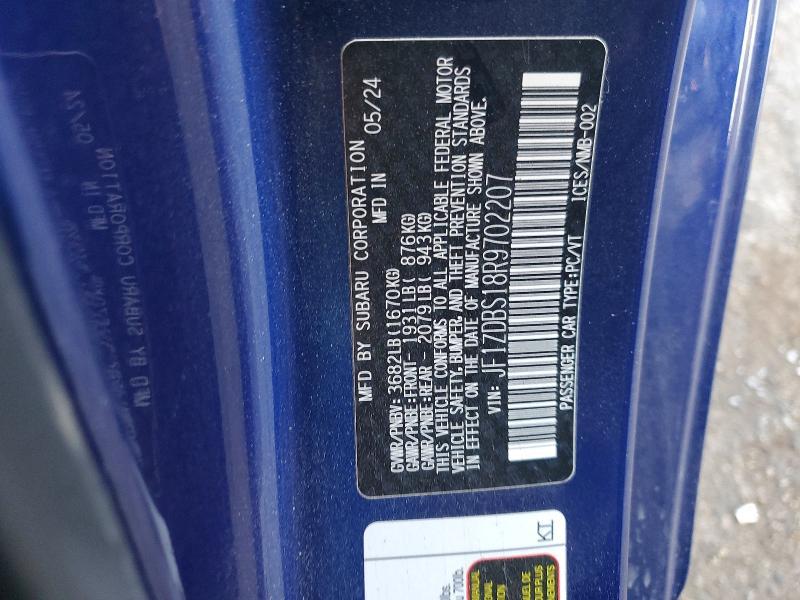 MFD BY SUBARU CORPORATION
MFD IN 05/24
GVWR/PNBV: 3682LB(1670KG)
GAWR/PNBE:FRONT- 1931LB( 876KG)
GAWR/PNBE:REAR - 2079LB( 943KG)
THIS VEHICLE CONFORMS TO ALL APPLICABLE FEDERAL MOTOR
VEHICLE SAFETY, BUMPER, AND THEFT PREVENTION STANDARDS
IN EFFECT ON THE DATE OF MANUFACTURE SHOWN ABOVE.
VIN: JF1ZDBS18R9702207
PASSENGER CAR TYPE:PC/VT 1CES/NMB-002
KI